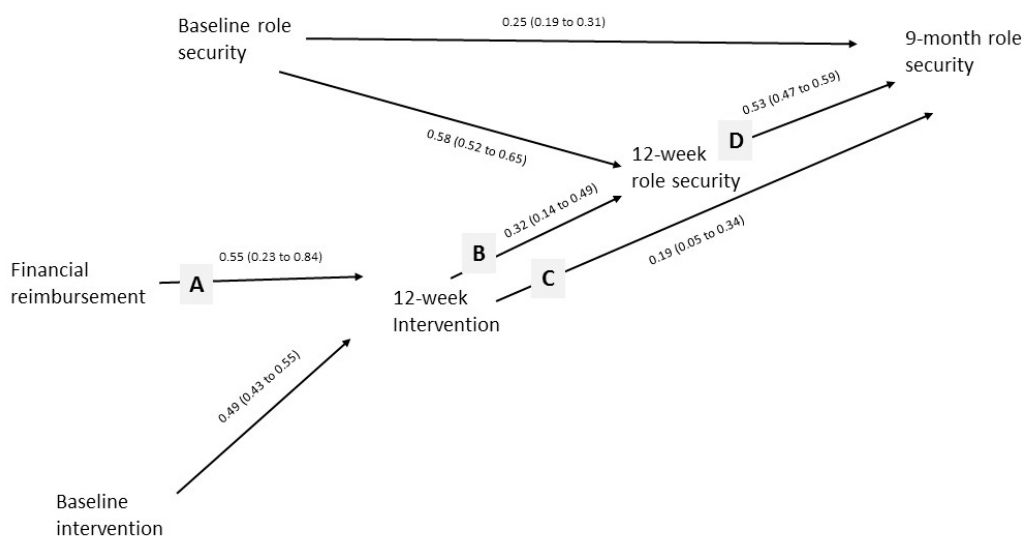 Baseline role
security
0.25 (0.19 to 0.31)
9-month role
security
0.58 (0.52 to 0.65)
0.53 (0.47 to 0.59)
D
12-week
role security
0.32 (0.14 to 0.49)
B
0.19 (0.05 to 0.34)
C
Financial
reimbursement
A
0.55 (0.23 to 0.84)
12-week
Intervention
0.49 (0.43 to 0.55)
Baseline
intervention